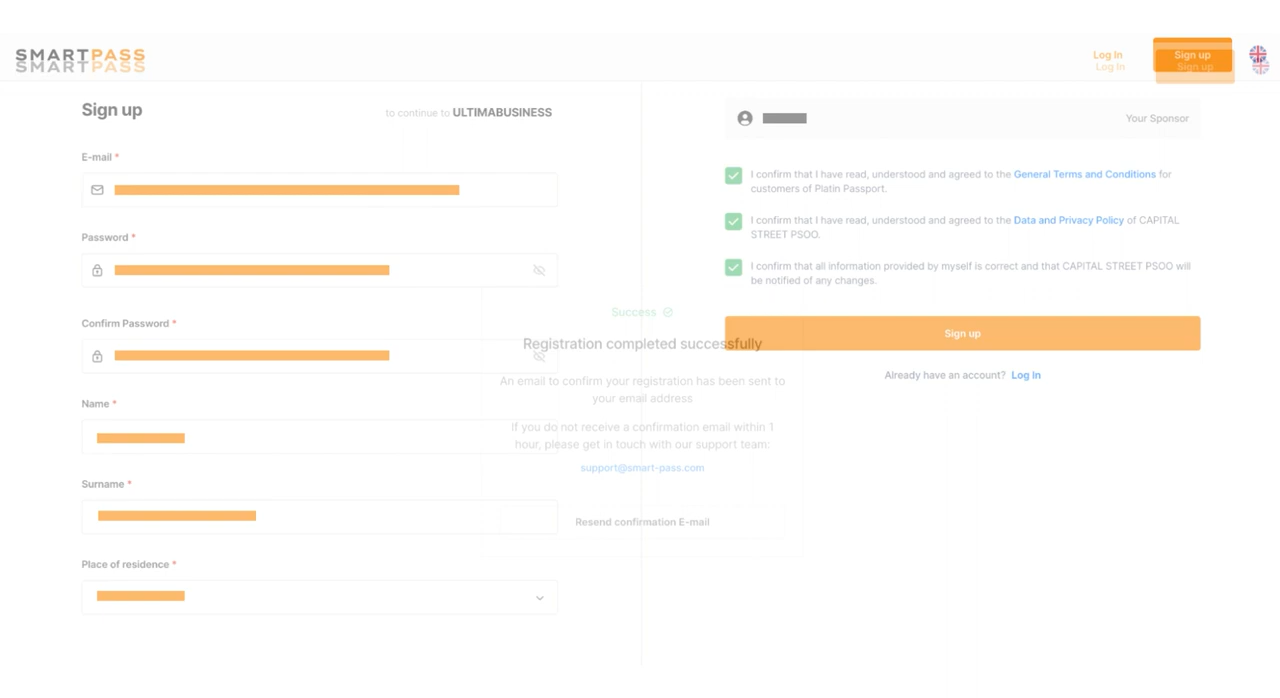 SMARTPASS
SMARTPASS
Log In
Log In
Sign up
Sign up
Sign up
to continue to ULTIMABUSINESS
E-mail *
Password *
Confirm Password *
Name *
Surname *
Place of residence *
Your Sponsor
I confirm that I have read, understood and agreed to the General Terms and Conditions for
customers of Platin Passport.
I confirm that I have read, understood and agreed to the Data and Privacy Policy of CAPITAL
STREET PSOO.
I confirm that all information provided by myself is correct and that CAPITAL STREET PSOO will
be notified of any changes.
Sign up
Already have an account? Log In
Success
Registration completed successfully
An email to confirm your registration has been sent to
your email address
If you do not receive a confirmation email within 1
hour, please get in touch with our support team:
support@smart-pass.com
Resend confirmation E-mail